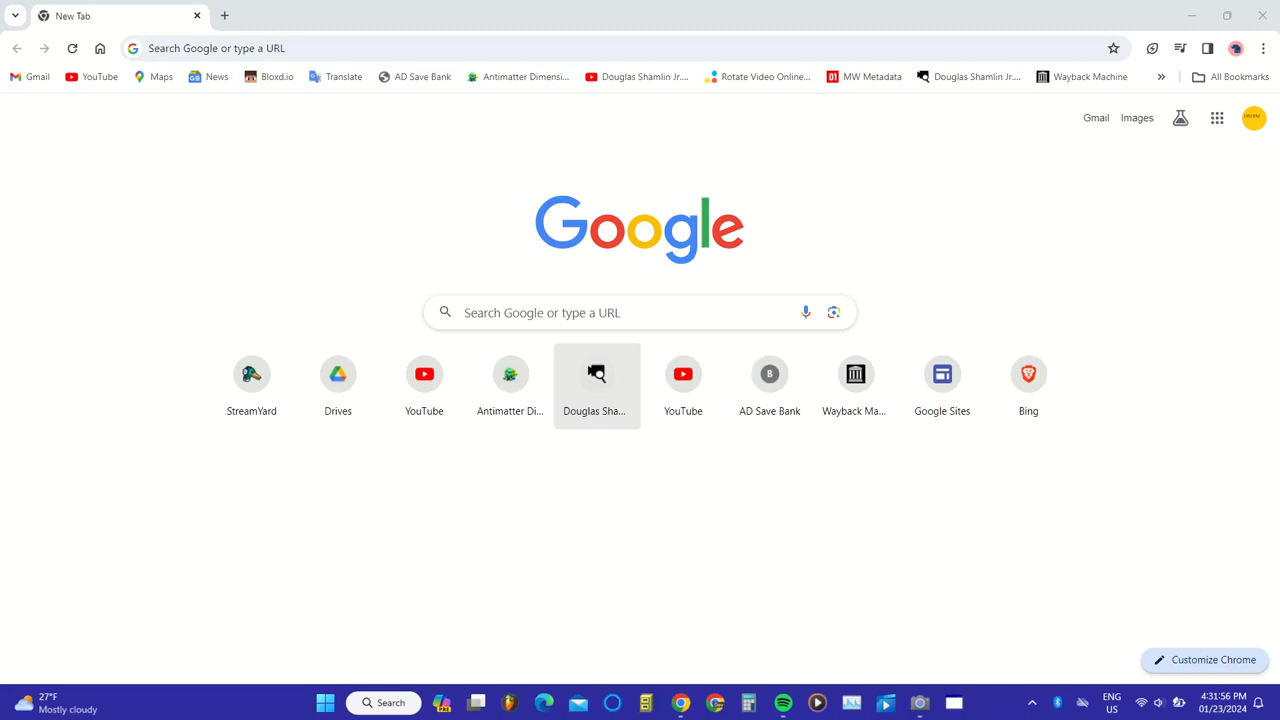 New Tab
Search Google or type a URL
Gmail YouTube Maps News Bloxd.io Translate AD Save Bank Antimatter Dimensi... Douglas Shamlin Jr.... Rotate Video Online... MW Metadata Douglas Shamlin Jr.... Wayback Machine All Bookmarks
Gmail Images
Google
Search Google or type a URL
StreamYard Drives YouTube Antimatter Di... Douglas Sha... YouTube AD Save Bank Wayback Ma... Google Sites Bing
Customize Chrome
27°F
Mostly cloudy
Search
ENG
US
4:31:56 PM
01/23/2024